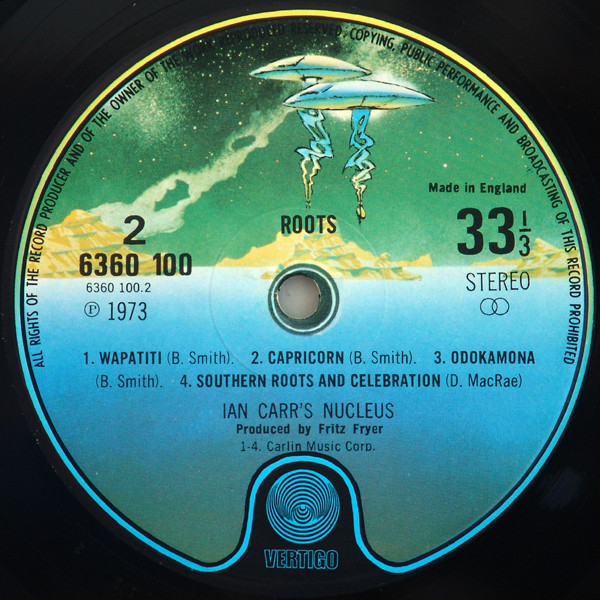 ALL RIGHTS OF THE RECORD PRODUCER AND OF THE OWNER OF THE WORK REPRODUCED RESERVED, COPYING, PUBLIC PERFORMANCE AND BROADCASTING OF THIS RECORD PROHIBITED
Made in England
ROOTS
2
33 1/3
6360 100
6360 100.2
STEREO
℗ 1973
1. WAPATITI (B. Smith). 2. CAPRICORN (B. Smith). 3. ODOKAMONA
(B. Smith). 4. SOUTHERN ROOTS AND CELEBRATION (D. MacRae)
IAN CARR'S NUCLEUS
Produced by Fritz Fryer
1-4. Carlin Music Corp.
VERTIGO